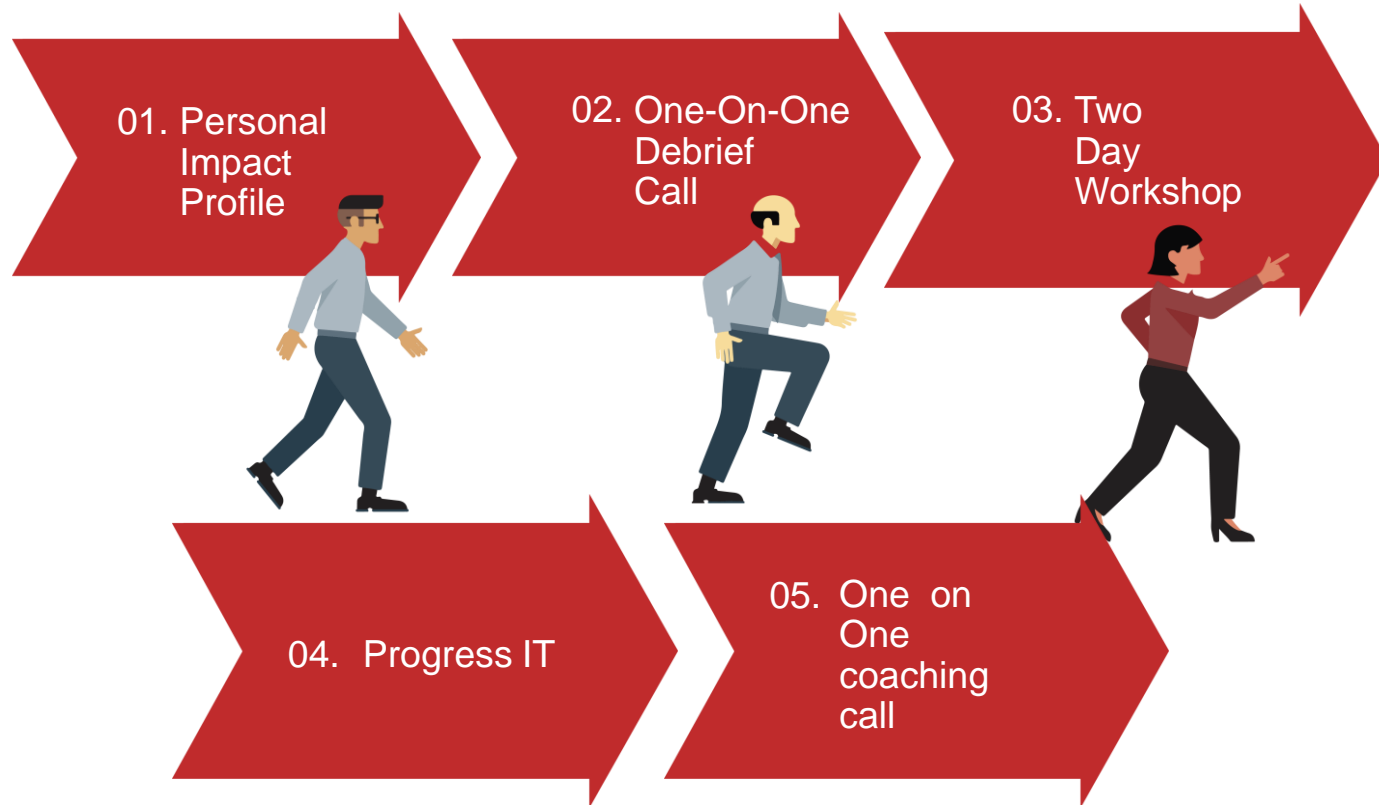 01. Personal
Impact
Profile
02. One-On-One
Debrief
Call
03. Two
Day
Workshop
04. Progress IT
05. One on
One
coaching
call